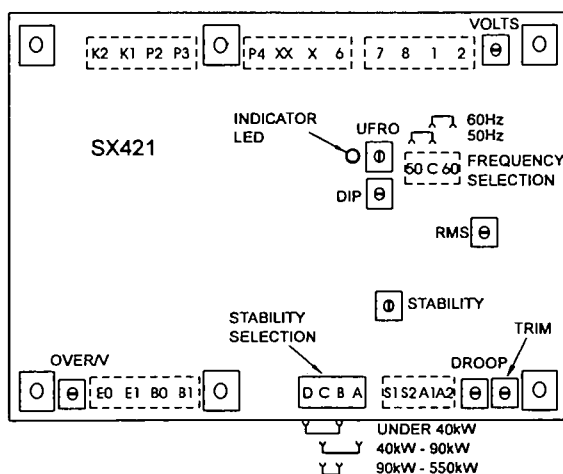 VOLTS
K2 K1 P2 P3
P4 XX X 6
7 8 1 2
INDICATOR
LED
UFRO
60Hz
50Hz
SX421
50 C 60
FREQUENCY
SELECTION
DIP
RMS
STABILITY
STABILITY
SELECTION
TRIM
OVER/V
DROOP
E0 E1 B0 B1
D C B A
S1 S2 A1 A2
UNDER 40kW
40kW - 90kW
90kW - 550kW